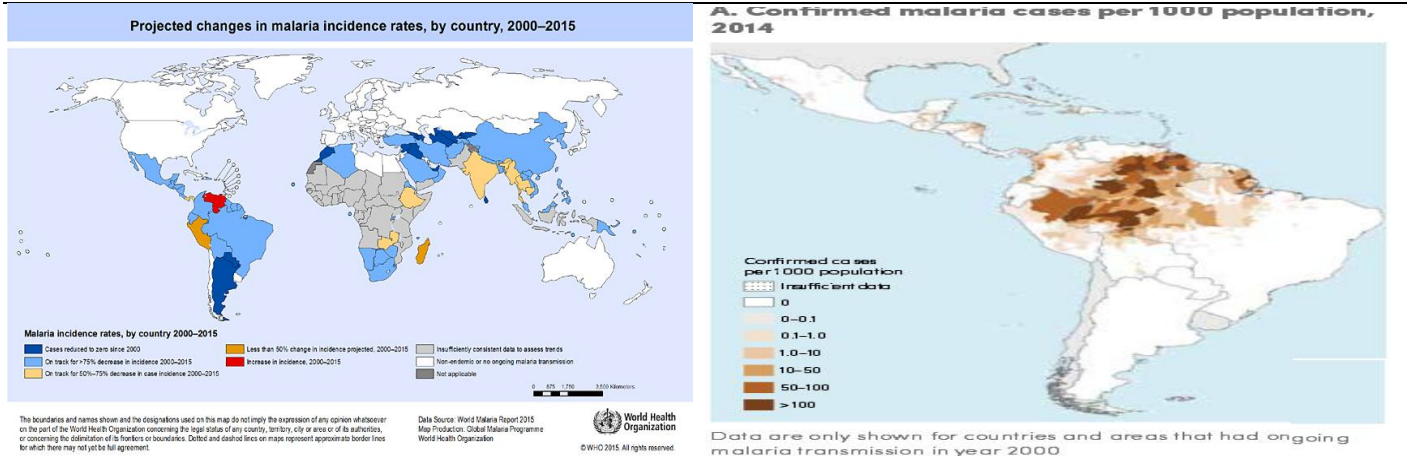 Projected changes in malaria incidence rates, by country, 2000–2015
Malaria incidence rates, by country 2000–2015
Cases reduced to zero since 2000
On track for >75% decrease in incidence 2000–2015
On track for 50%–75% decrease in case incidence 2000–2015
Less than 50% change in incidence projected, 2000–2015
Increase in incidence, 2000–2015
Insufficiently consistent data to assess trends
Non-endemic or no ongoing malaria transmission
Not applicable
0 875 1,750 3,500 Kilometers
The boundaries and names shown and the designations used on this map do not imply the expression of any opinion whatsoever
on the part of the World Health Organization concerning the legal status of any country, territory, city or area or of its authorities,
or concerning the delimitation of its frontiers or boundaries. Dotted and dashed lines on maps represent approximate border lines
for which there may not yet be full agreement.
Data Source: World Malaria Report 2015
Map Production: Global Malaria Programme
World Health Organization
World Health
Organization
© WHO 2015. All rights reserved.
A. Confirmed malaria cases per 1000 population,
2014
Confirmed cases
per 1000 population
Insufficient data
0
0–0.1
0.1–1.0
1.0–10
10–50
50–100
>100
Data are only shown for countries and areas that had ongoing
malaria transmission in year 2000